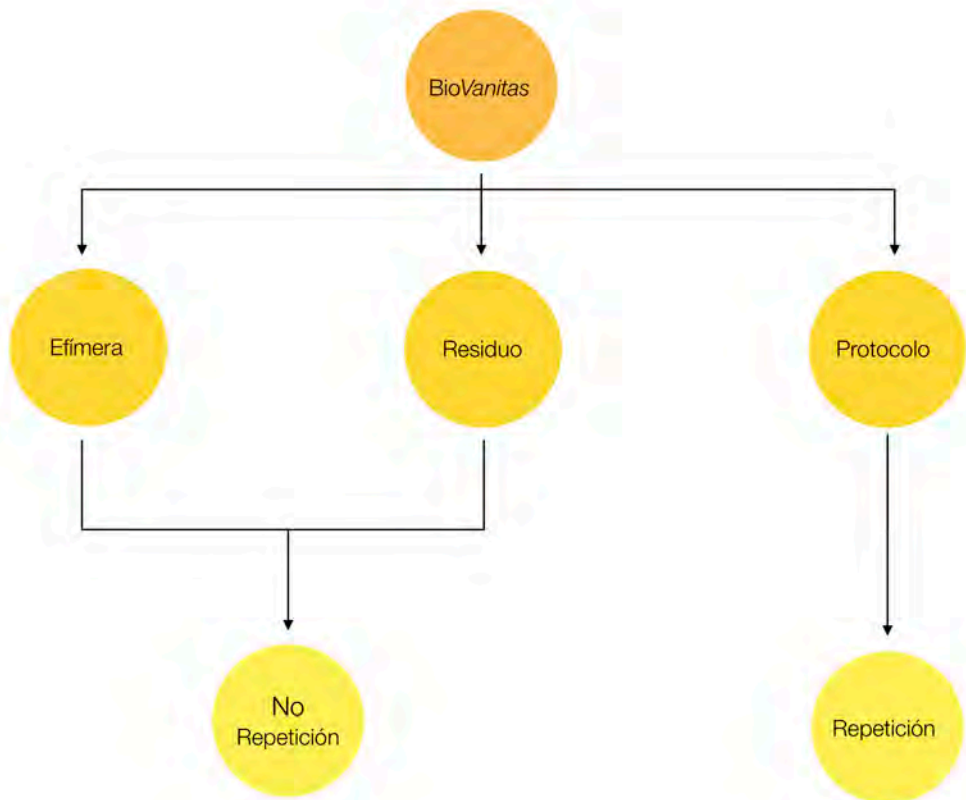 BioVanitas
Efímera
Residuo
Protocolo
No
Repetición
Repetición